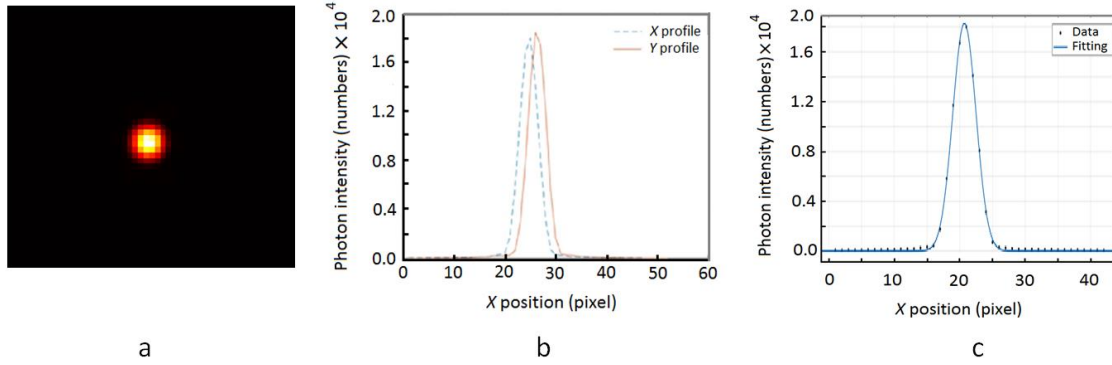 2.0
1.6
1.2
0.8
0.4
0.0
0 10 20 30 40 50 60
Photon intensity (numbers) × 10⁴
X position (pixel)
X profile
Y profile
2.0
1.6
1.2
0.8
0.4
0.0
0 10 20 30 40
Photon intensity (numbers) × 10⁴
X position (pixel)
Data
Fitting
a
b
c